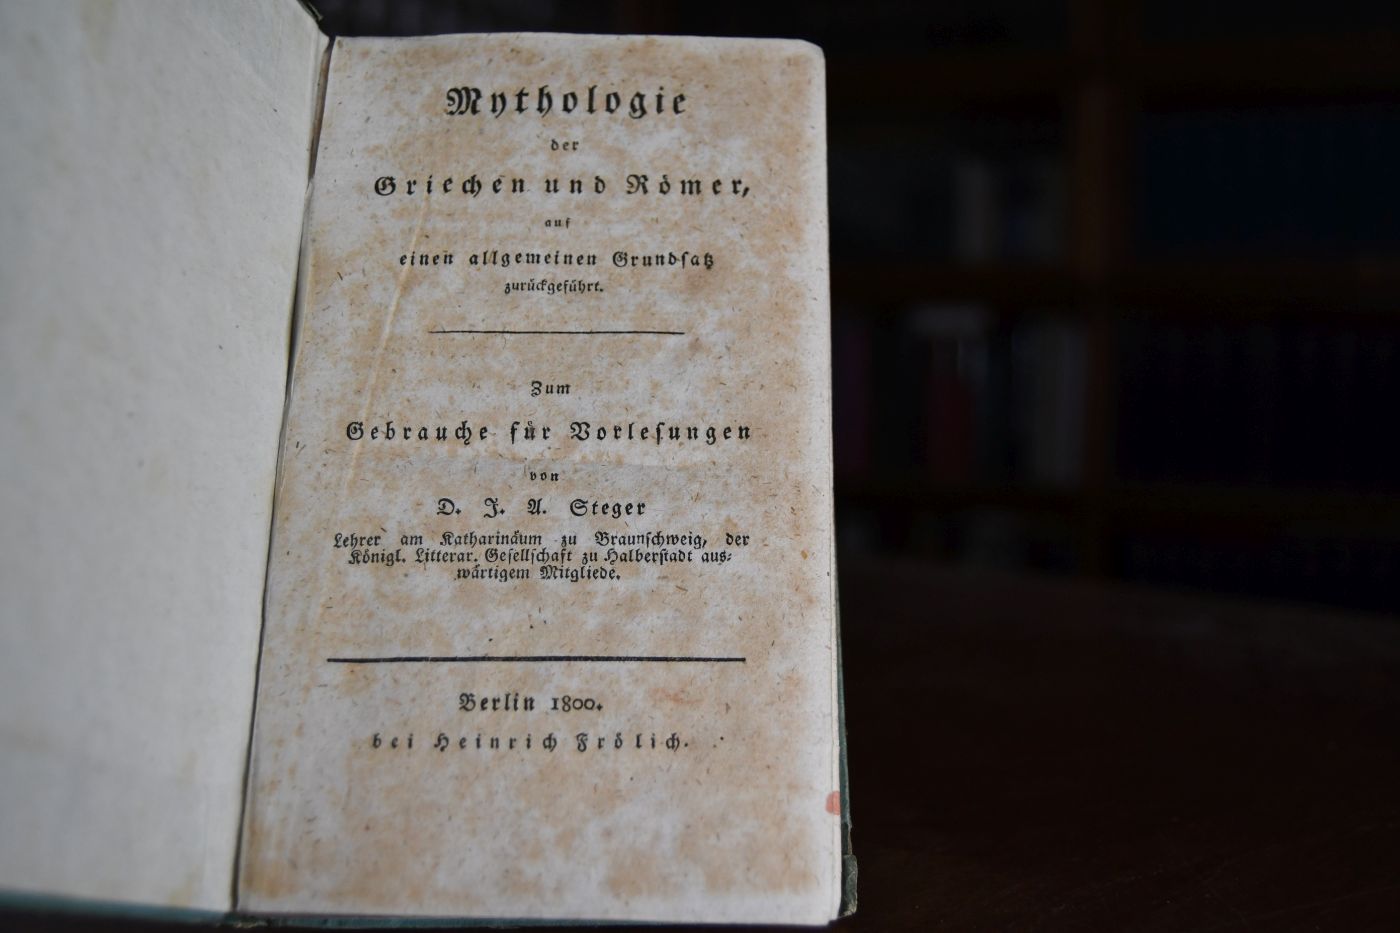 Mythologie
der
Griechen und Römer,
auf
einen allgemeinen Grundsatz
zurückgeführt.
Zum
Gebrauche für Vorlesungen
von
D. J. A. Steger
Lehrer am Katharinäum zu Braunschweig, der
Königl. Litterar. Gesellschaft zu Halberstadt aus-
wärtigem Mitgliede.
Berlin 1800.
bei Heinrich Frölich.